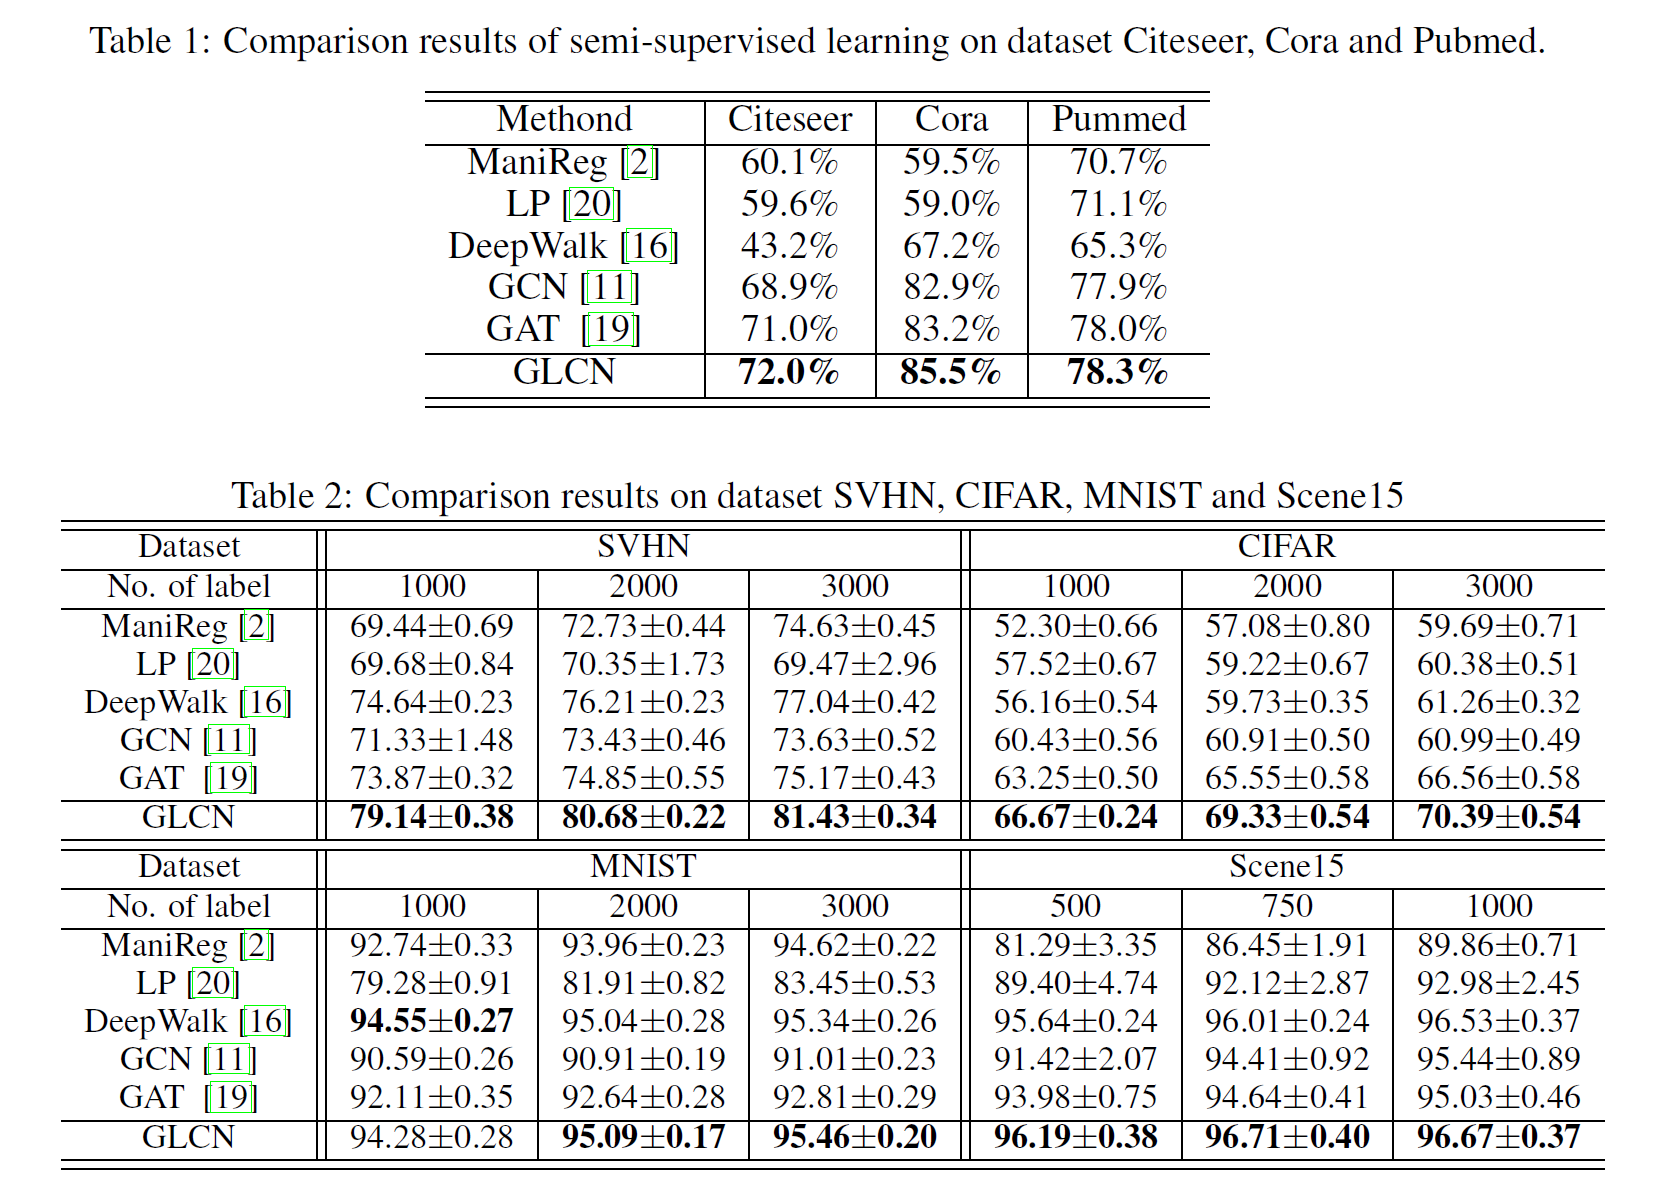 Table 1: Comparison results of semi-supervised learning on dataset Citeseer, Cora and Pubmed.
Methond Citeseer Cora Pummed
ManiReg [2] 60.1% 59.5% 70.7%
LP [20] 59.6% 59.0% 71.1%
DeepWalk [16] 43.2% 67.2% 65.3%
GCN [11] 68.9% 82.9% 77.9%
GAT [19] 71.0% 83.2% 78.0%
GLCN 72.0% 85.5% 78.3%
Table 2: Comparison results on dataset SVHN, CIFAR, MNIST and Scene15
Dataset SVHN CIFAR
No. of label 1000 2000 3000 1000 2000 3000
ManiReg [2] 69.44±0.69 72.73±0.44 74.63±0.45 52.30±0.66 57.08±0.80 59.69±0.71
LP [20] 69.68±0.84 70.35±1.73 69.47±2.96 57.52±0.67 59.22±0.67 60.38±0.51
DeepWalk [16] 74.64±0.23 76.21±0.23 77.04±0.42 56.16±0.54 59.73±0.35 61.26±0.32
GCN [11] 71.33±1.48 73.43±0.46 73.63±0.52 60.43±0.56 60.91±0.50 60.99±0.49
GAT [19] 73.87±0.32 74.85±0.55 75.17±0.43 63.25±0.50 65.55±0.58 66.56±0.58
GLCN 79.14±0.38 80.68±0.22 81.43±0.34 66.67±0.24 69.33±0.54 70.39±0.54
Dataset MNIST Scene15
No. of label 1000 2000 3000 500 750 1000
ManiReg [2] 92.74±0.33 93.96±0.23 94.62±0.22 81.29±3.35 86.45±1.91 89.86±0.71
LP [20] 79.28±0.91 81.91±0.82 83.45±0.53 89.40±4.74 92.12±2.87 92.98±2.45
DeepWalk [16] 94.55±0.27 95.04±0.28 95.34±0.26 95.64±0.24 96.01±0.24 96.53±0.37
GCN [11] 90.59±0.26 90.91±0.19 91.01±0.23 91.42±2.07 94.41±0.92 95.44±0.89
GAT [19] 92.11±0.35 92.64±0.28 92.81±0.29 93.98±0.75 94.64±0.41 95.03±0.46
GLCN 94.28±0.28 95.09±0.17 95.46±0.20 96.19±0.38 96.71±0.40 96.67±0.37